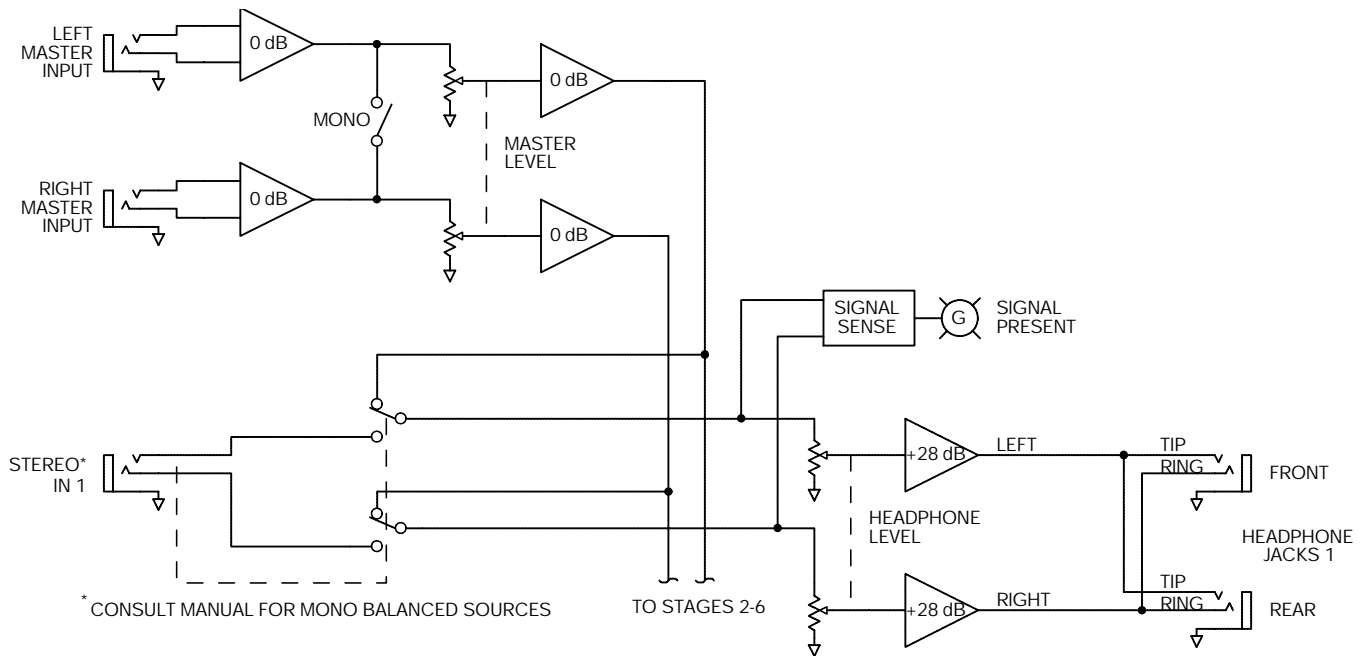 LEFT
MASTER
INPUT
0 dB
0 dB
MONO
MASTER
LEVEL
RIGHT
MASTER
INPUT
0 dB
0 dB
SIGNAL
SENSE
G
SIGNAL
PRESENT
STEREO*
IN 1
+28 dB
LEFT
TIP
RING
FRONT
HEADPHONE
LEVEL
HEADPHONE
JACKS 1
+28 dB
RIGHT
TIP
RING
REAR
* CONSULT MANUAL FOR MONO BALANCED SOURCES
TO STAGES 2-6